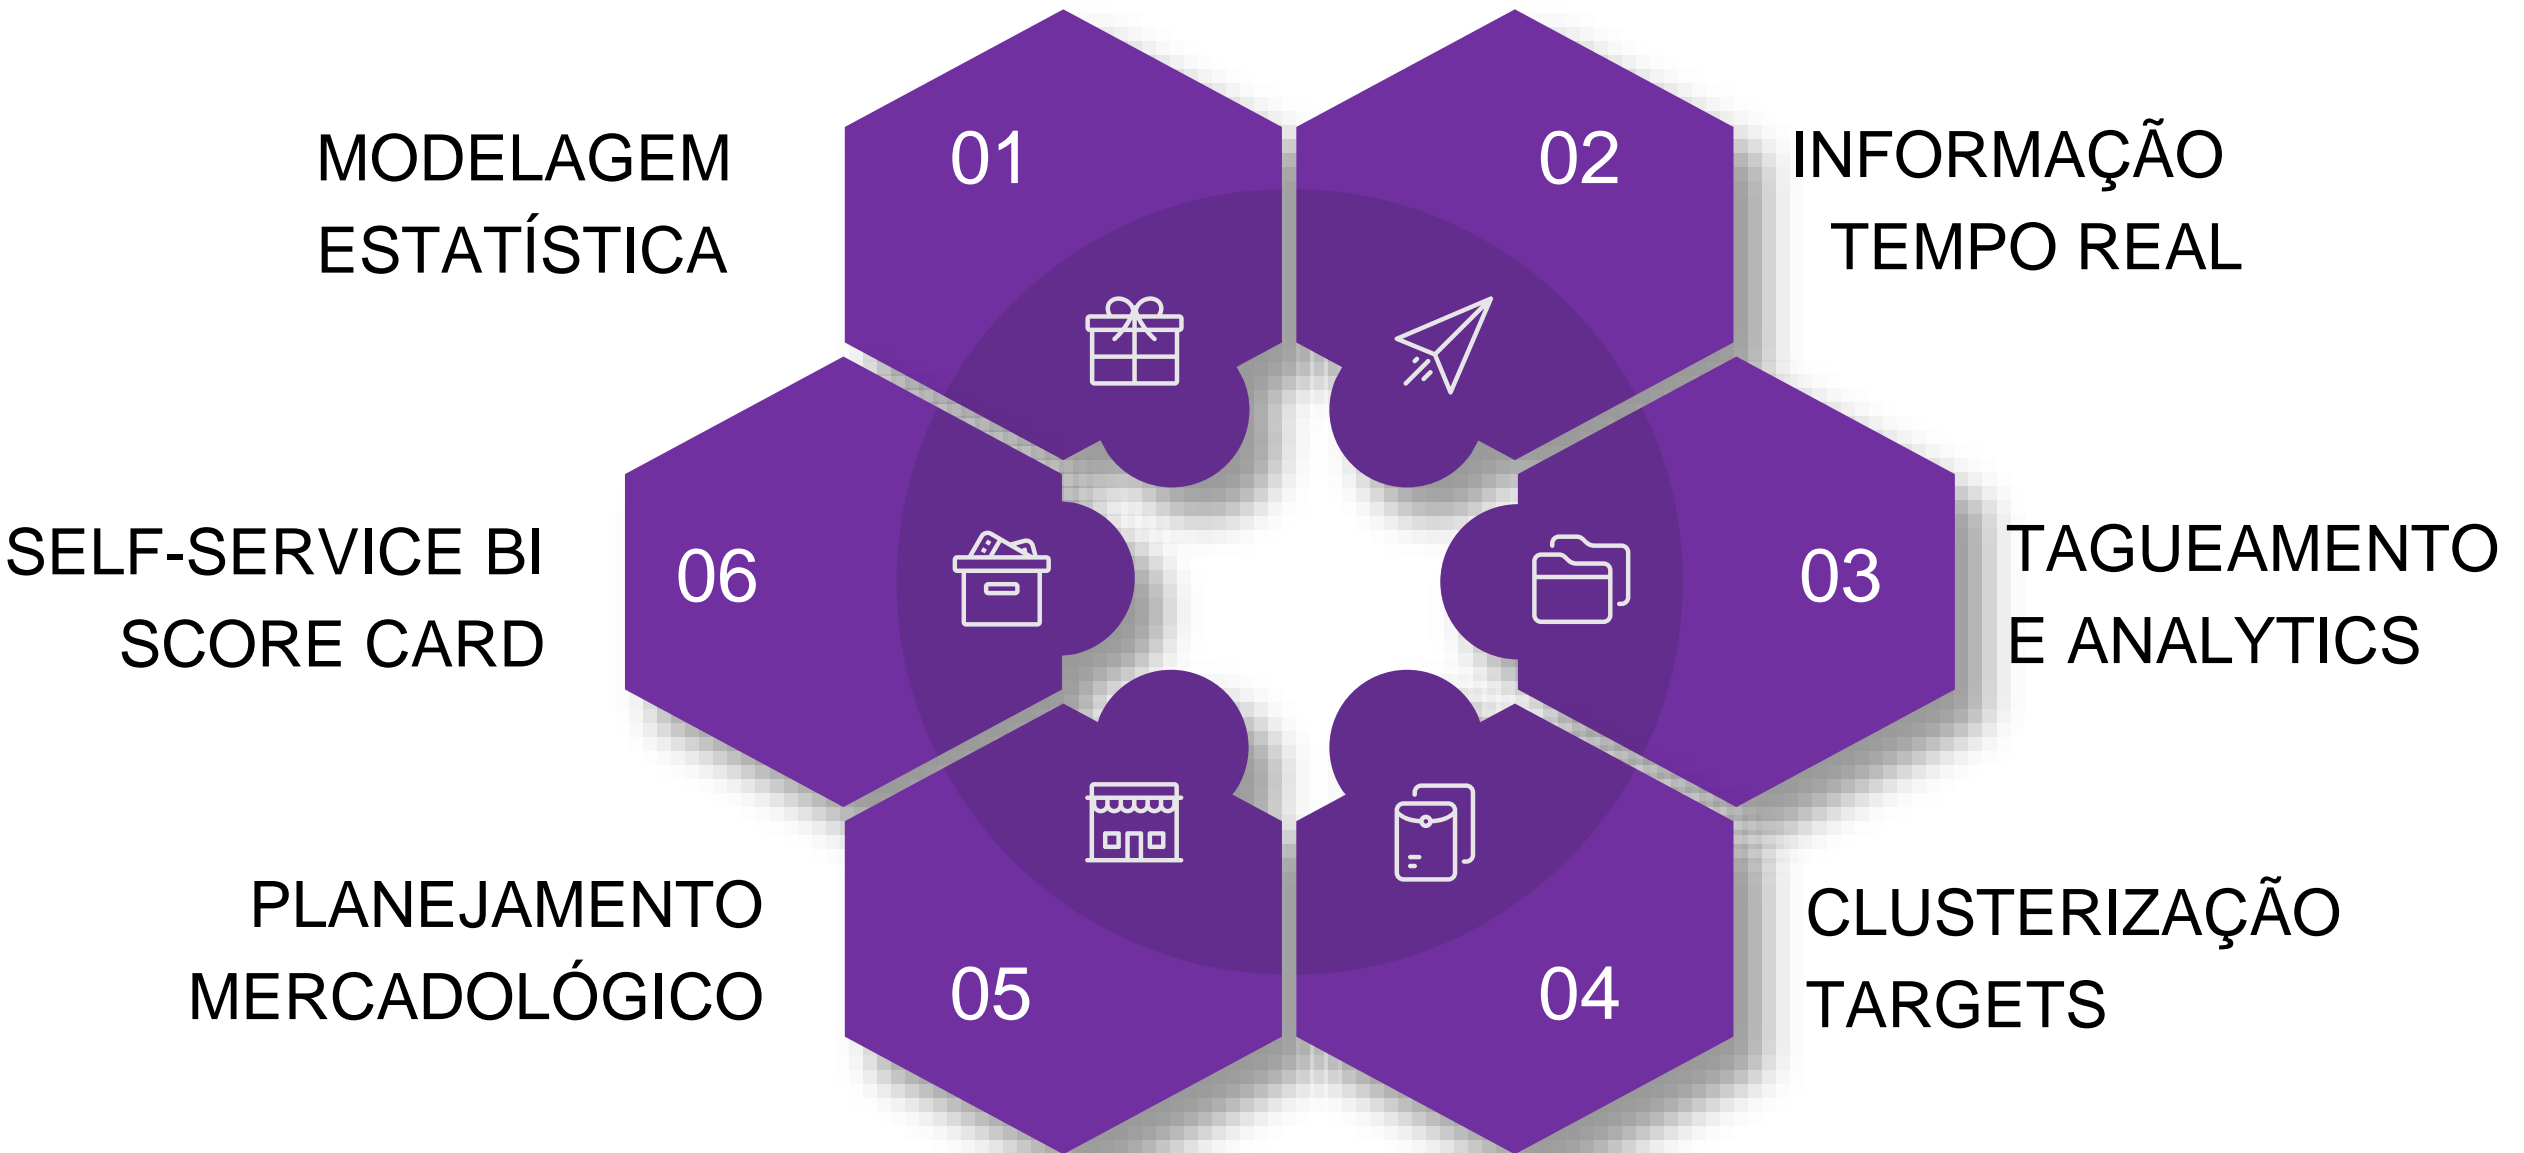 01
MODELAGEM
ESTATÍSTICA
02
INFORMAÇÃO
TEMPO REAL
03
TAGUEAMENTO
E ANALYTICS
04
CLUSTERIZAÇÃO
TARGETS
05
PLANEJAMENTO
MERCADOLÓGICO
06
SELF-SERVICE BI
SCORE CARD